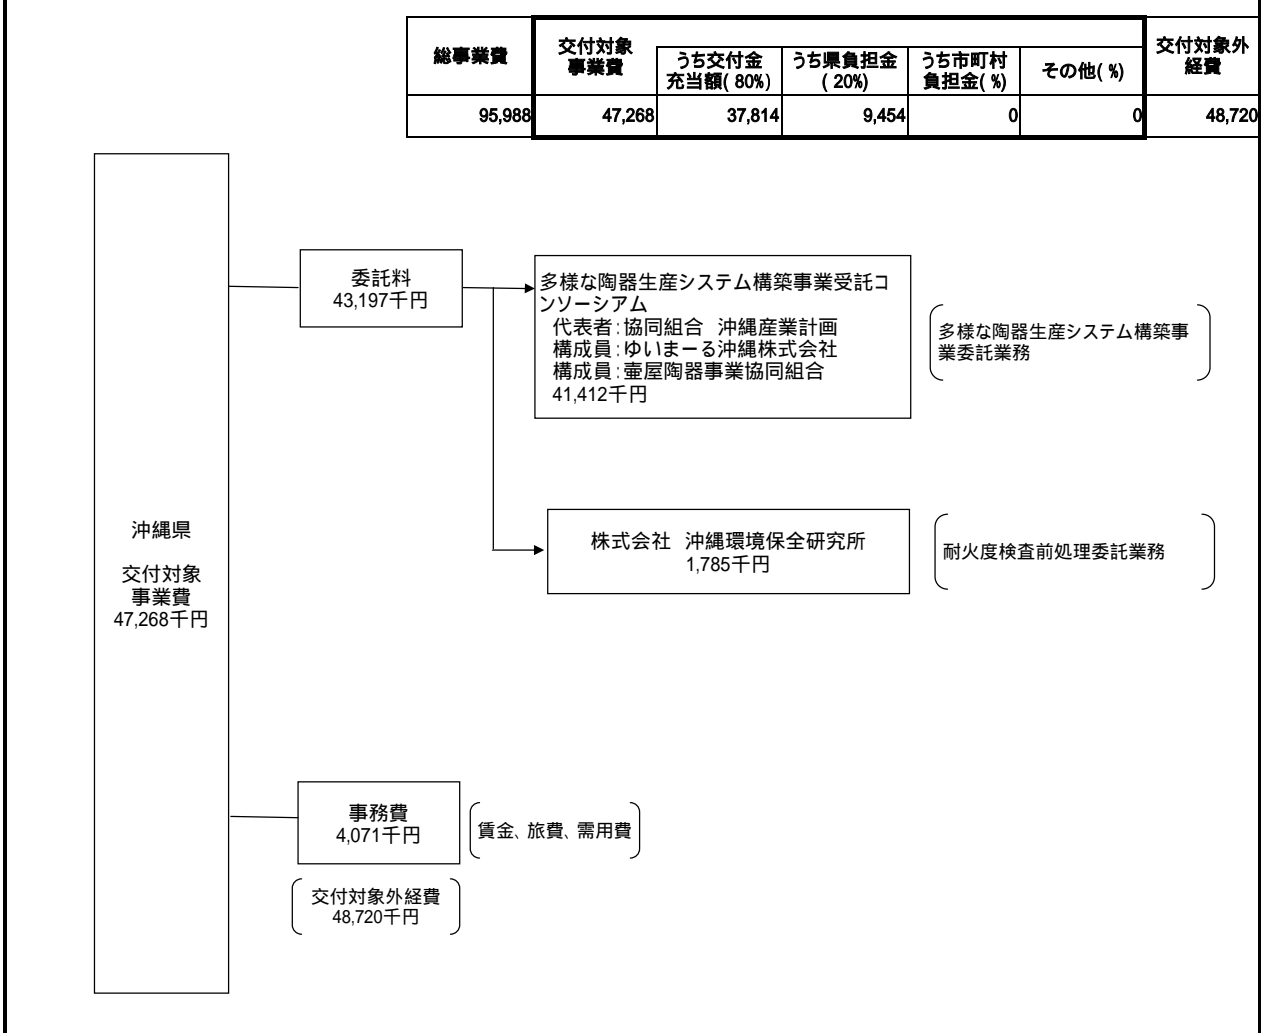 総事業費
交付対象
事業費
うち交付金
充当額( 80%)
うち県負担金
( 20%)
うち市町村
負担金( %)
その他( %)
交付対象外
経費
95,988
47,268
37,814
9,454
0
0
48,720
委託料
43,197千円
多様な陶器生産システム構築事業受託コ
ンソーシアム
代表者:協同組合 沖縄産業計画
構成員:ゆいまーる沖縄株式会社
構成員:壷屋陶器事業協同組合
41,412千円
多様な陶器生産システム構築事
業委託業務
沖縄県
交付対象
事業費
47,268千円
株式会社 沖縄環境保全研究所
1,785千円
耐火度検査前処理委託業務
事務費
4,071千円
賃金、旅費、需用費
交付対象外経費
48,720千円